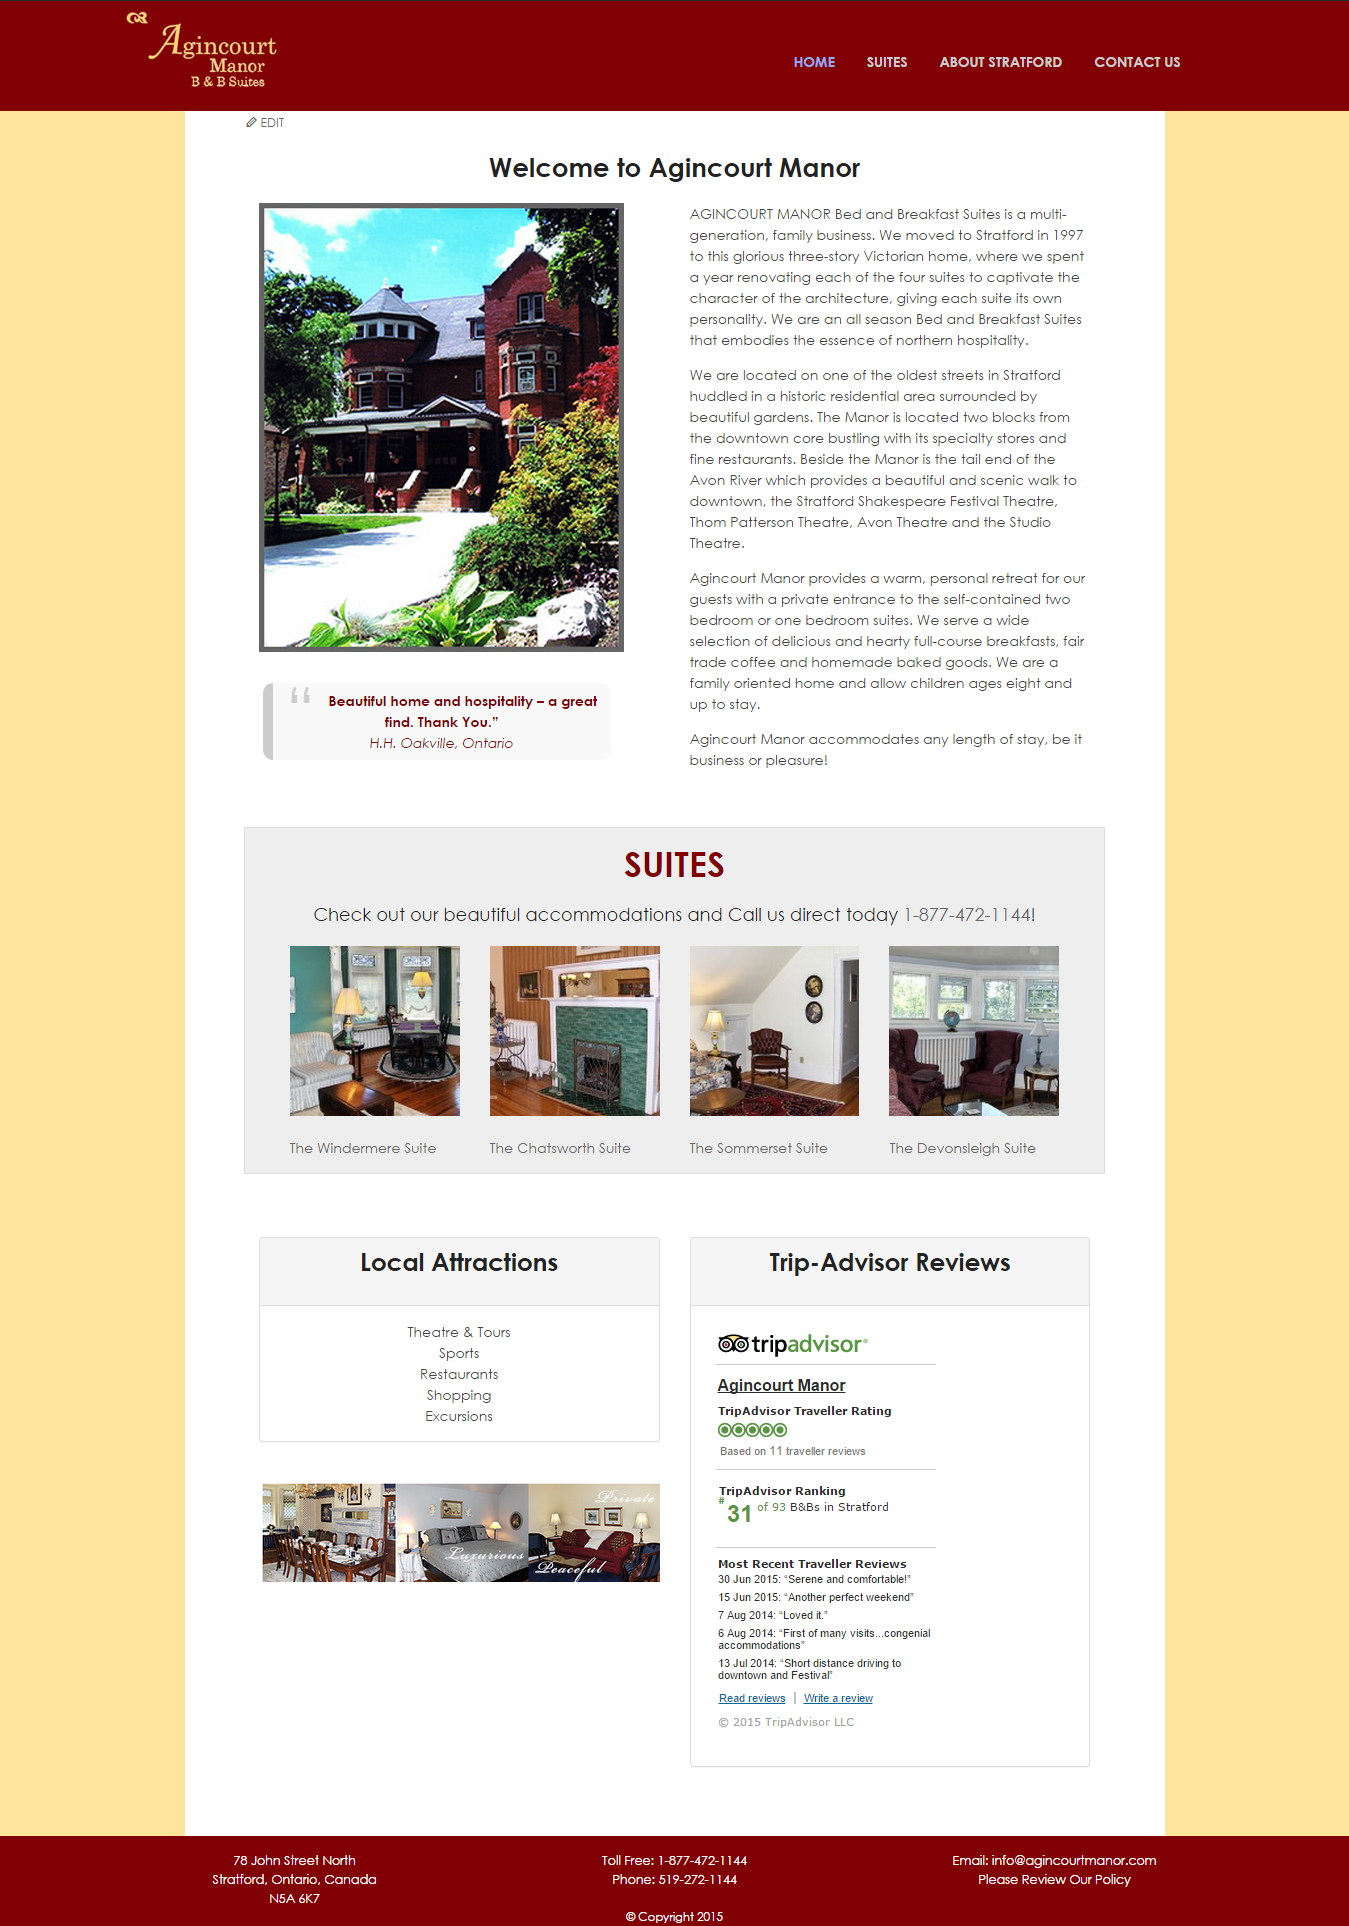 Agincourt
Manor
B & B Suites
HOME SUITES ABOUT STRATFORD CONTACT US
EDIT
Welcome to Agincourt Manor
AGINCOURT MANOR Bed and Breakfast Suites is a multi-
generation, family business. We moved to Stratford in 1997
to this glorious three-story Victorian home, where we spent
a year renovating each of the four suites to captivate the
character of the architecture, giving each suite its own
personality. We are an all season Bed and Breakfast Suites
that embodies the essence of northern hospitality.
We are located on one of the oldest streets in Stratford
huddled in a historic residential area surrounded by
beautiful gardens. The Manor is located two blocks from
the downtown core bustling with its specialty stores and
fine restaurants. Beside the Manor is the tail end of the
Avon River which provides a beautiful and scenic walk to
downtown, the Stratford Shakespeare Festival Theatre,
Thom Patterson Theatre, Avon Theatre and the Studio
Theatre.
Agincourt Manor provides a warm, personal retreat for our
guests with a private entrance to the self-contained two
bedroom or one bedroom suites. We serve a wide
selection of delicious and hearty full-course breakfasts, fair
trade coffee and homemade baked goods. We are a
family oriented home and allow children ages eight and
up to stay.
Agincourt Manor accommodates any length of stay, be it
business or pleasure!
“ Beautiful home and hospitality – a great
find. Thank You.”
H.H. Oakville, Ontario
SUITES
Check out our beautiful accommodations and Call us direct today 1-877-472-1144!
The Windermere Suite
The Chatsworth Suite
The Sommerset Suite
The Devonsleigh Suite
Local Attractions
Theatre & Tours
Sports
Restaurants
Shopping
Excursions
Private
Luxurious
Peaceful
Trip-Advisor Reviews
tripadvisor®
Agincourt Manor
TripAdvisor Traveller Rating
Based on 11 traveller reviews
TripAdvisor Ranking
#31 of 93 B&Bs in Stratford
Most Recent Traveller Reviews
30 Jun 2015: “Serene and comfortable!”
15 Jun 2015: “Another perfect weekend”
7 Aug 2014: “Loved it.”
6 Aug 2014: “First of many visits...congenial
accommodations”
13 Jul 2014: “Short distance driving to
downtown and Festival”
Read reviews | Write a review
© 2015 TripAdvisor LLC
78 John Street North
Stratford, Ontario, Canada
N5A 6K7
Toll Free: 1-877-472-1144
Phone: 519-272-1144
Email: info@agincourtmanor.com
Please Review Our Policy
© Copyright 2015